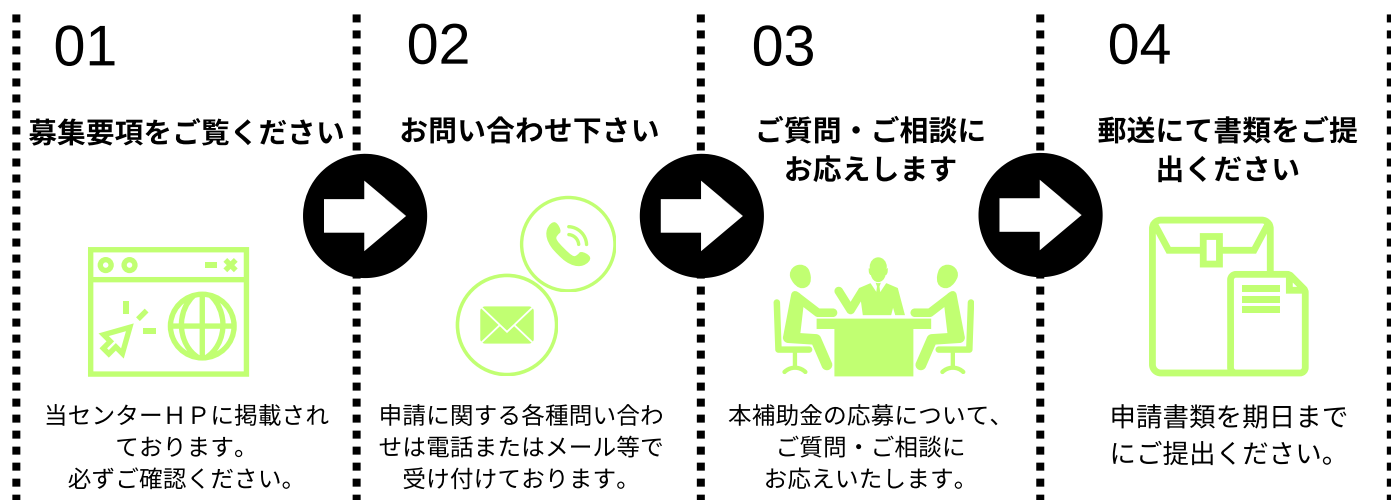 01
募集要項をご覧ください
当センターＨＰに掲載され
ております。
必ずご確認ください。
02
お問い合わせ下さい
申請に関する各種問い合わ
せは電話またはメール等で
受け付けております。
03
ご質問・ご相談に
お応えします
本補助金の応募について、
ご質問・ご相談に
お応えいたします。
04
郵送にて書類をご提
出ください
申請書類を期日まで
にご提出ください。